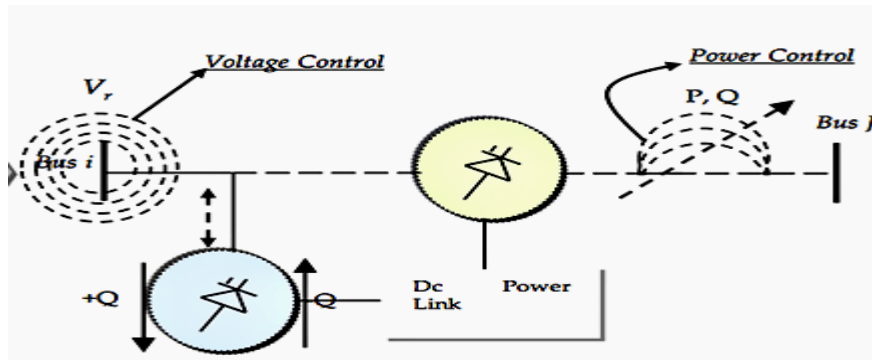 Voltage Control
Power Control
Vr
P, Q
Bus i
Bus j
+Q
-Q
Dc Power
Link